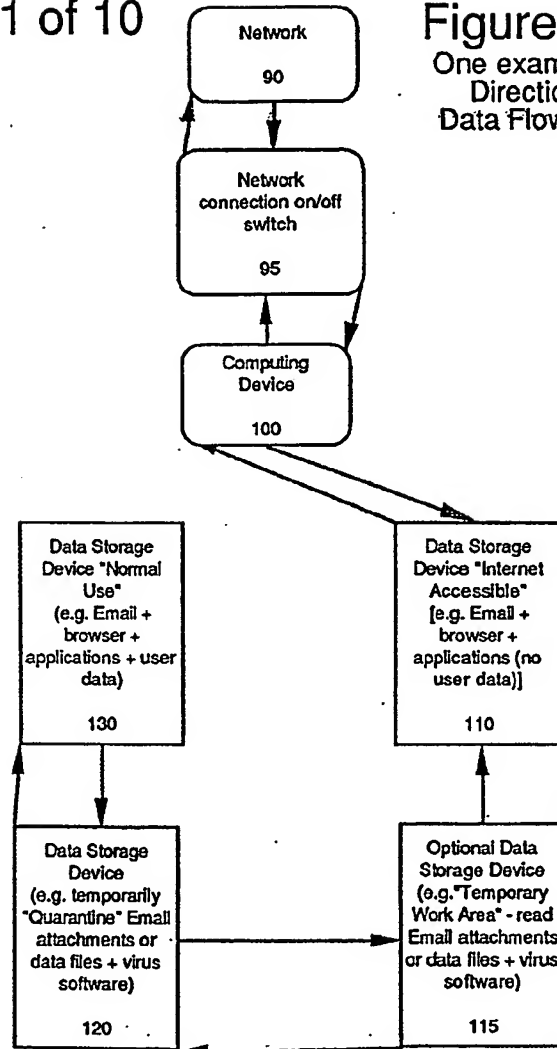 1 of 10
Figure
One exam
Directio
Data Flow
Network
90
Network
connection on/off
switch
95
Computing
Device
100
Data Storage
Device "Normal
Use"
(e.g. Email +
browser +
applications + user
data)
130
Data Storage
Device "Internet
Accessible"
[e.g. Email +
browser +
applications (no
user data)]
110
Data Storage
Device
(e.g. temporarily
"Quarantine" Email
attachments or
data files + virus
software)
120
Optional Data
Storage Device
(e.g."Temporary
Work Area" - read
Email attachments
or data files + virus
software)
115